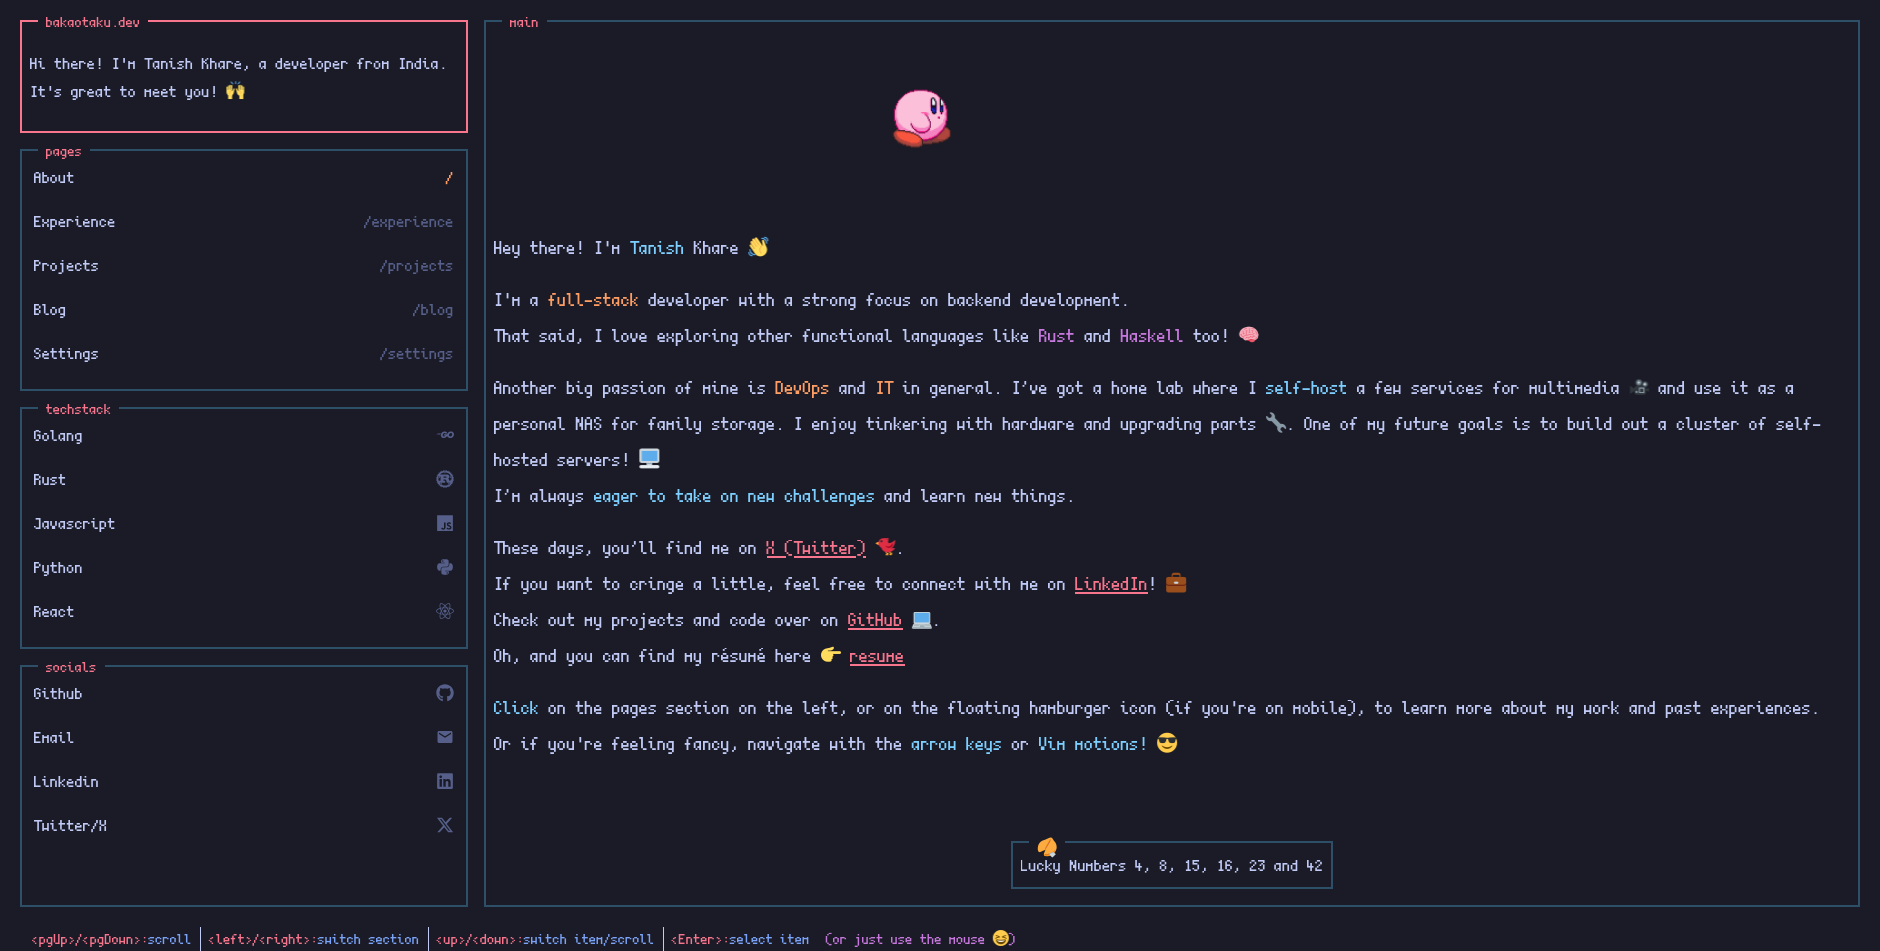 bakaotaku.dev
Hi there! I'm Tanish Khare, a developer from India.
It's great to meet you! 🙌
pages
About /
Experience /experience
Projects /projects
Blog /blog
Settings /settings
techstack
Golang GO
Rust R
Javascript JS
Python
React
socials
Github
Email
Linkedin in
Twitter/X X
main
Hey there! I'm Tanish Khare 👋
I'm a full-stack developer with a strong focus on backend development.
That said, I love exploring other functional languages like Rust and Haskell too! 🧠
Another big passion of mine is DevOps and IT in general. I’ve got a home lab where I self-host a few services for multimedia 🎥 and use it as a
personal NAS for family storage. I enjoy tinkering with hardware and upgrading parts 🔧. One of my future goals is to build out a cluster of self-
hosted servers! 🖥️
I’m always eager to take on new challenges and learn new things.
These days, you’ll find me on X (Twitter) 🐦.
If you want to cringe a little, feel free to connect with me on LinkedIn! 💼
Check out my projects and code over on GitHub 💻.
Oh, and you can find my résumé here 👉 resume
Click on the pages section on the left, or on the floating hamburger icon (if you're on mobile), to learn more about my work and past experiences.
Or if you're feeling fancy, navigate with the arrow keys or Vim motions! 😎
🥠
Lucky Numbers 4, 8, 15, 16, 23 and 42
<pgUp>/<pgDown>:scroll | <left>/<right>:switch section | <up>/<down>:switch item/scroll | <Enter>:select item (or just use the mouse 😆)